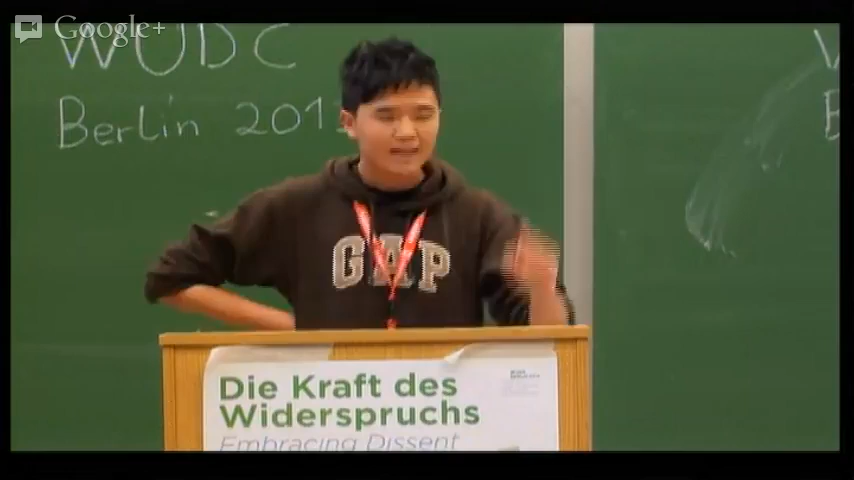 Google+
WUDC
Berlin 201
GAP
Die Kraft des
Widerspruchs
Embracing Dissent